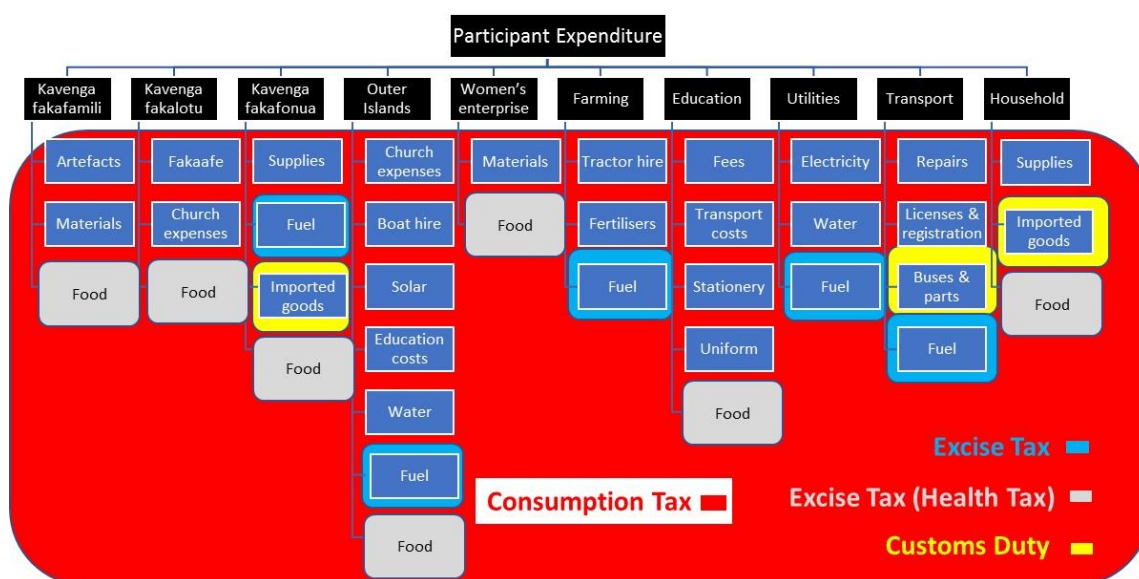 Participant Expenditure
Kavenga
fakafamili
Kavenga
fakalotu
Kavenga
fakafonua
Outer
Islands
Women's
enterprise
Farming
Education
Utilities
Transport
Household
Artefacts
Materials
Food
Fakaafe
Church
expenses
Food
Supplies
Fuel
Imported
goods
Food
Church
expenses
Boat hire
Solar
Education
costs
Water
Fuel
Food
Materials
Food
Tractor hire
Fertilisers
Fuel
Fees
Transport
costs
Stationery
Uniform
Food
Electricity
Water
Fuel
Repairs
Licenses &
registration
Buses &
parts
Fuel
Supplies
Imported
goods
Food
Consumption Tax
Excise Tax
Excise Tax (Health Tax)
Customs Duty